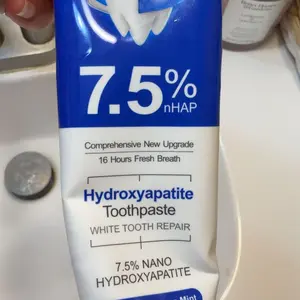 7.5%
nHAP
Comprehensive New Upgrade
16 Hours Fresh Breath
Hydroxyapatite
Toothpaste
WHITE TOOTH REPAIR
7.5% NANO
HYDROXYAPATITE
Mint